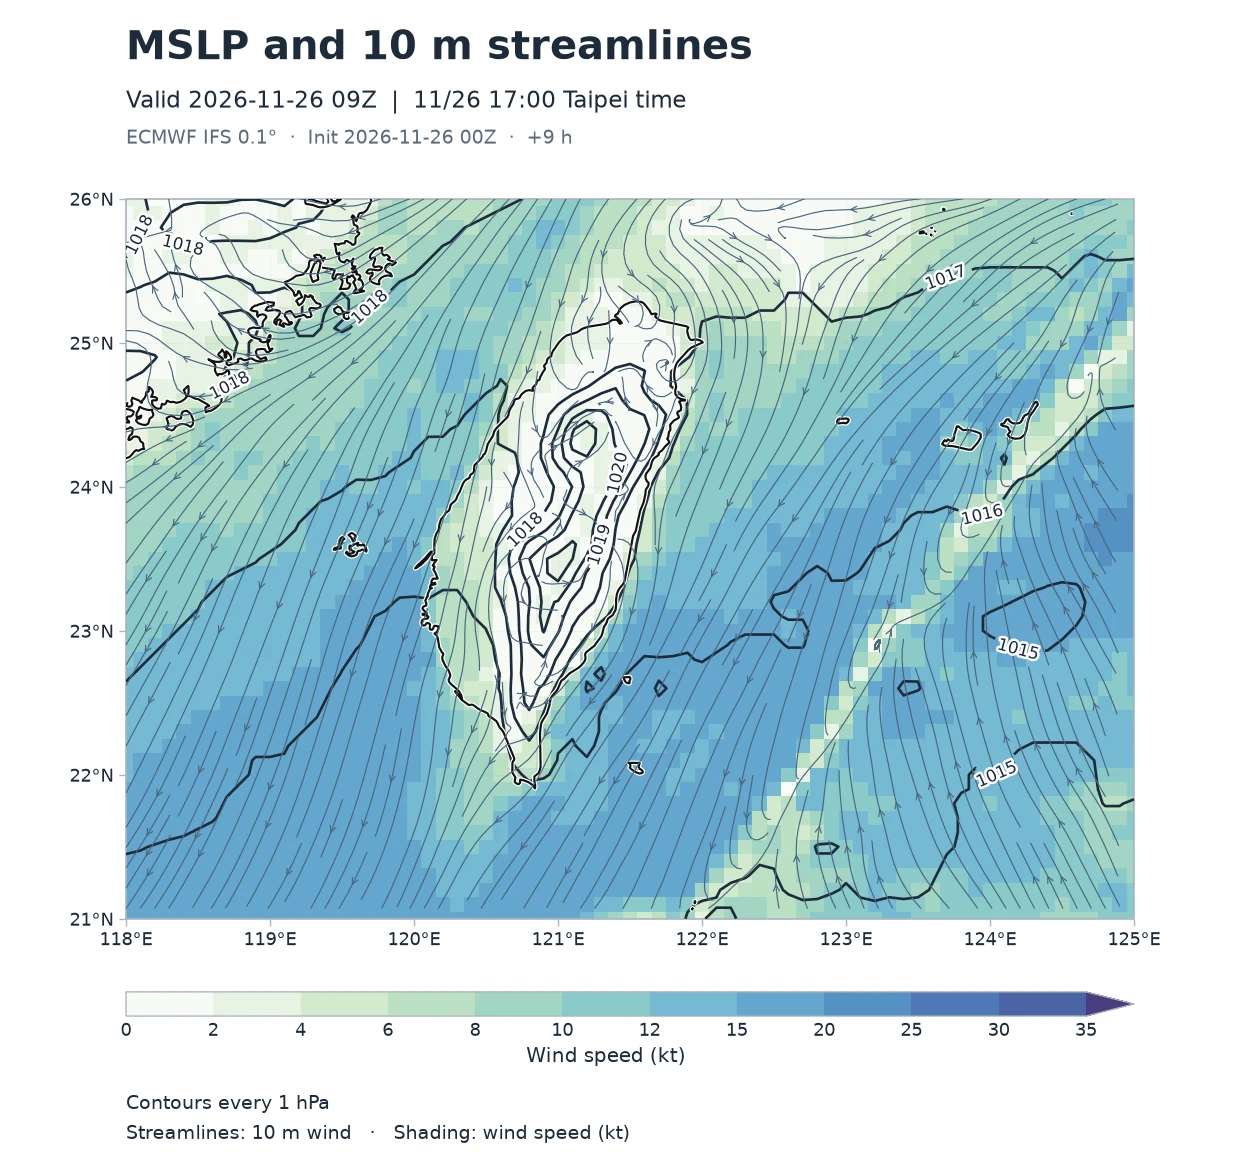 MSLP and 10 m streamlines
Valid 2026-11-26 09Z | 11/26 17:00 Taipei time
ECMWF IFS 0.1° · Init 2026-11-26 00Z · +9 h
26°N
25°N
24°N
23°N
22°N
21°N
1018
1018
1018
1018
1017
1020
1018
1019
1016
1015
1015
118°E 119°E 120°E 121°E 122°E 123°E 124°E 125°E
0 2 4 6 8 10 12 15 20 25 30 35
Wind speed (kt)
Contours every 1 hPa
Streamlines: 10 m wind · Shading: wind speed (kt)